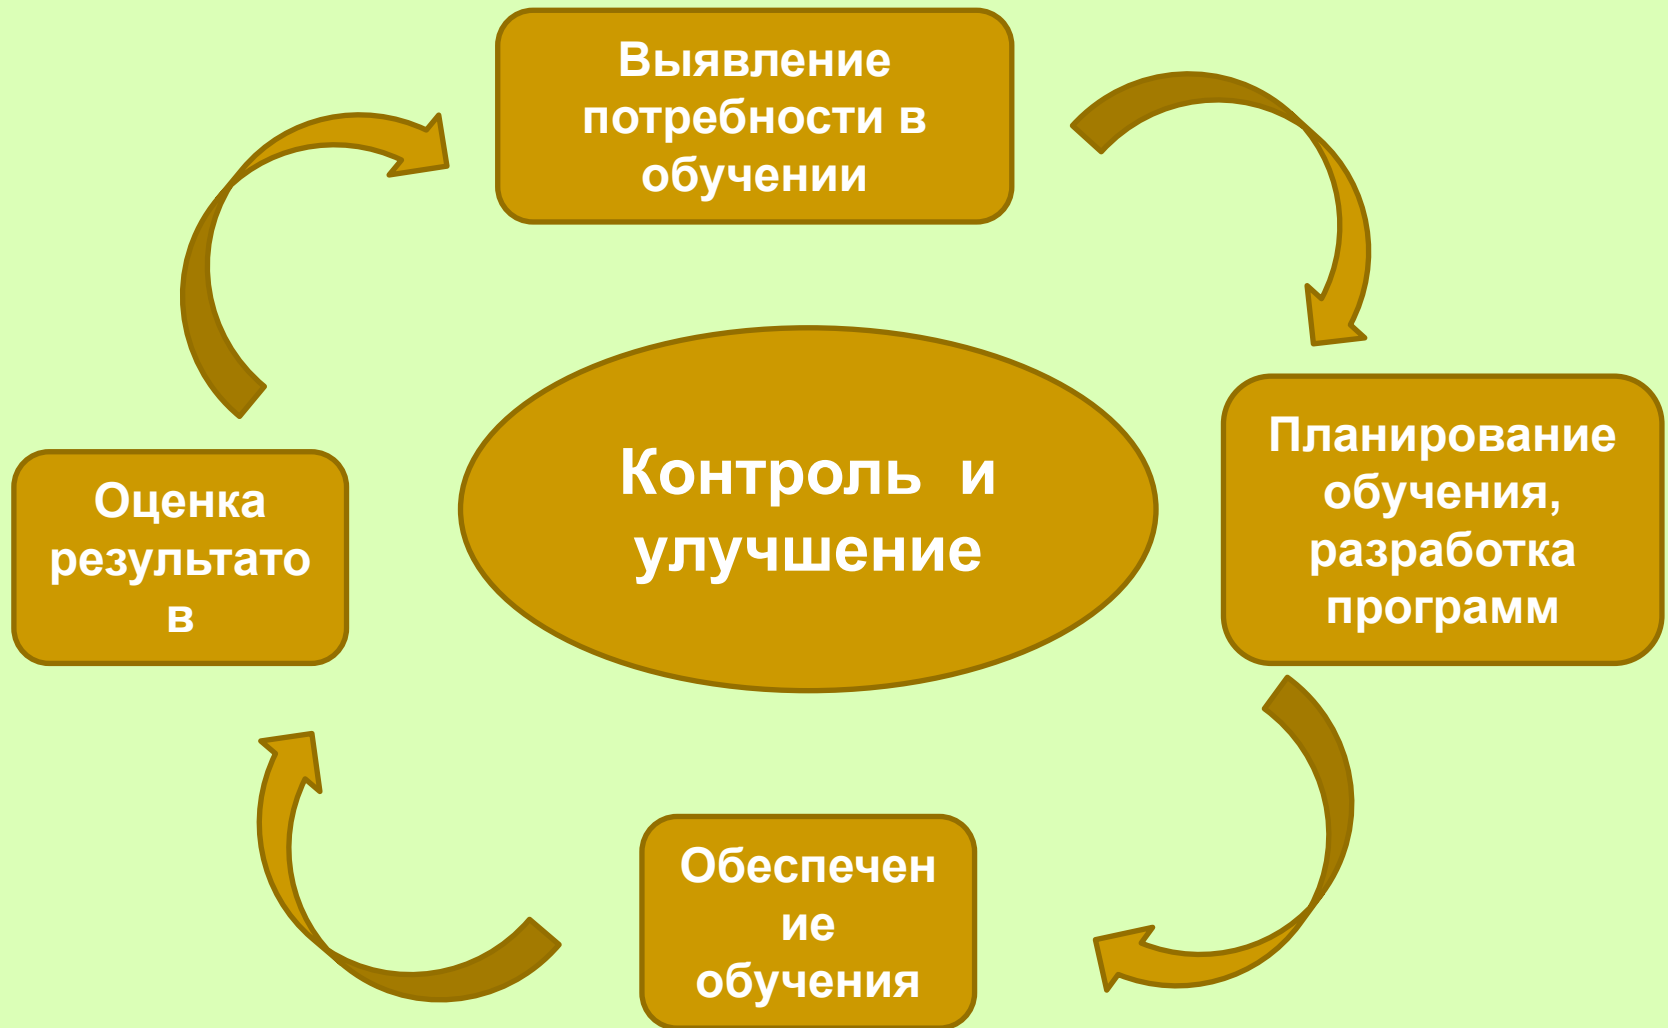 Выявление
потребности в
обучении
Планирование
обучения,
разработка
программ
Обеспечен
ие
обучения
Оценка
результато
в
Контроль и
улучшение